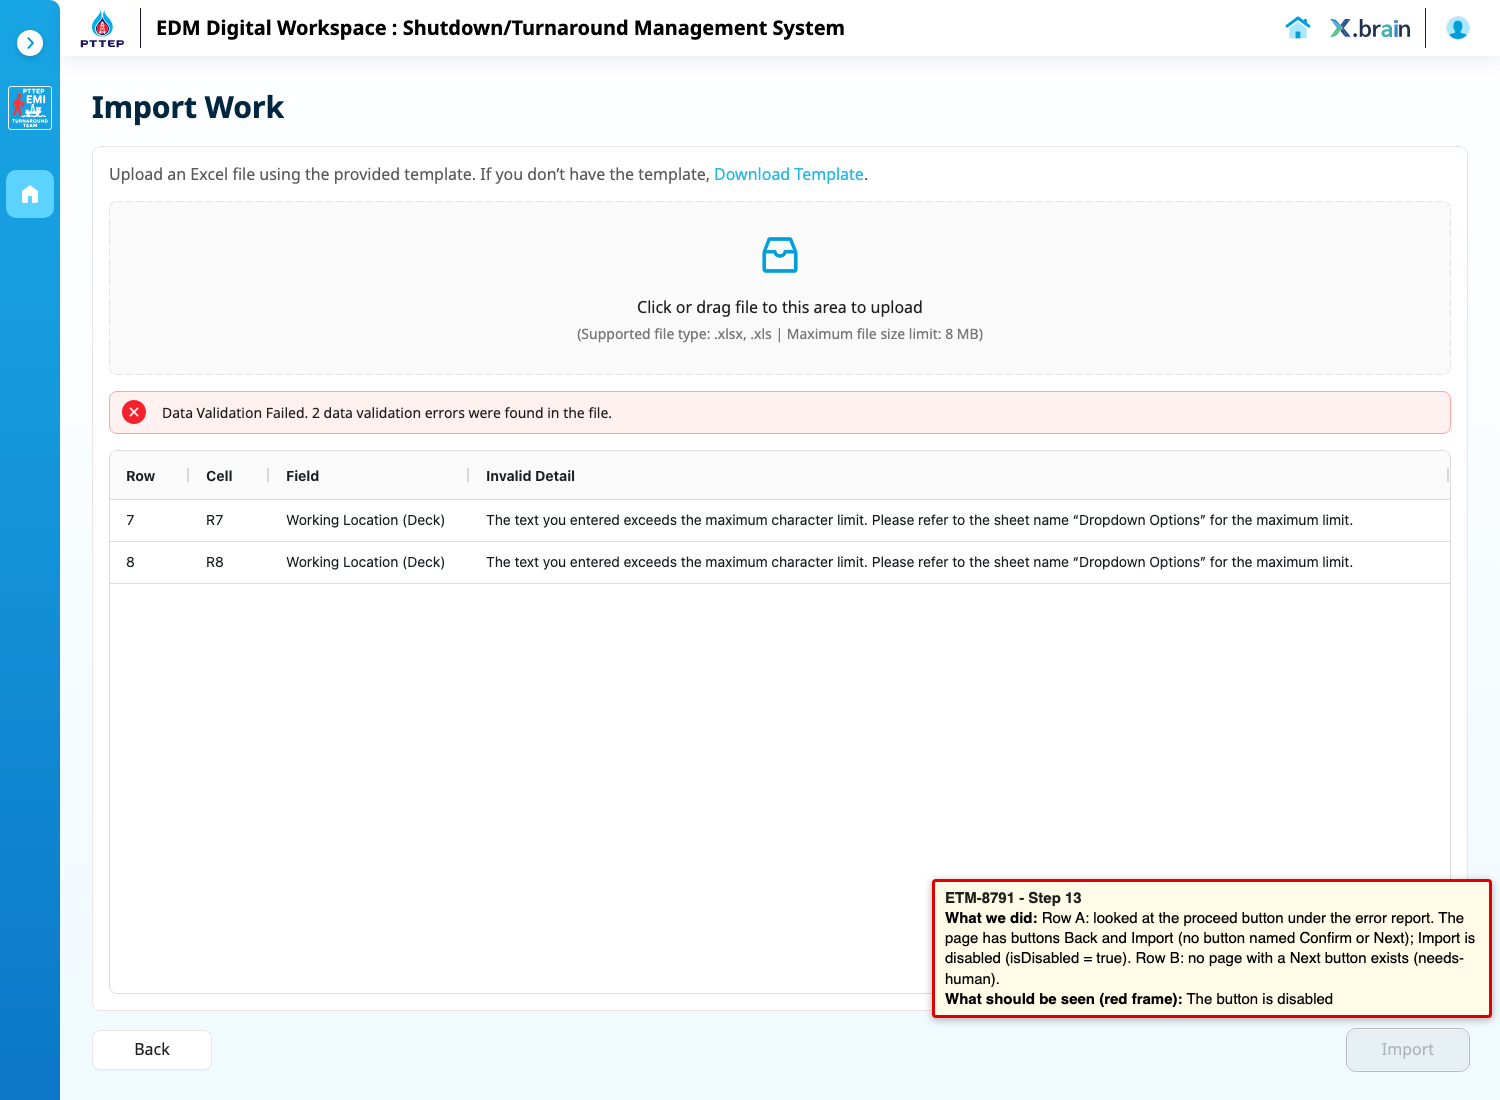 PTTEP
EDM Digital Workspace : Shutdown/Turnaround Management System
X.brain
PTTEP
EMI
TURNAROUND
TEAM
Import Work
Upload an Excel file using the provided template. If you don’t have the template, Download Template.
Click or drag file to this area to upload
(Supported file type: .xlsx, .xls | Maximum file size limit: 8 MB)
Data Validation Failed. 2 data validation errors were found in the file.
Row Cell Field Invalid Detail
7 R7 Working Location (Deck) The text you entered exceeds the maximum character limit. Please refer to the sheet name “Dropdown Options” for the maximum limit.
8 R8 Working Location (Deck) The text you entered exceeds the maximum character limit. Please refer to the sheet name “Dropdown Options” for the maximum limit.
ETM-8791 - Step 13
What we did: Row A: looked at the proceed button under the error report. The
page has buttons Back and Import (no button named Confirm or Next); Import is
disabled (isDisabled = true). Row B: no page with a Next button exists (needs-
human).
What should be seen (red frame): The button is disabled
Back
Import